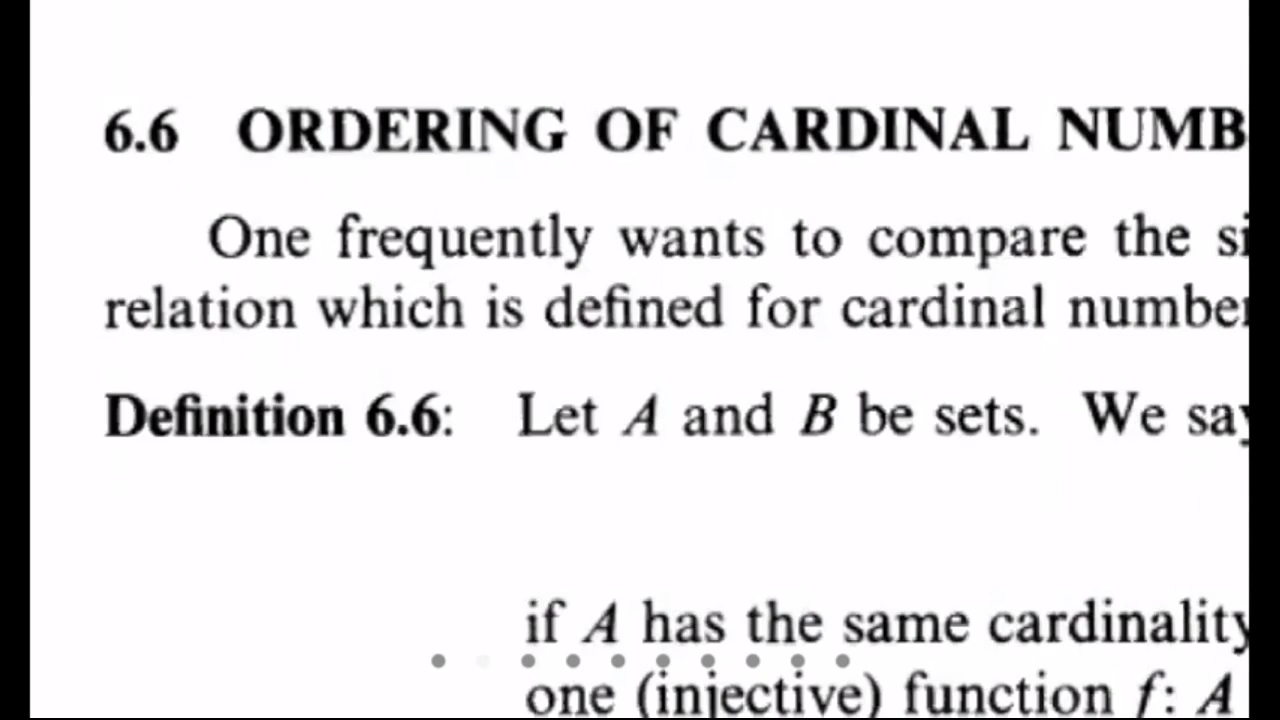 6.6 ORDERING OF CARDINAL NUMB
One frequently wants to compare the si
relation which is defined for cardinal number
Definition 6.6: Let A and B be sets. We say
if A has the same cardinality
one (injective) function f: A